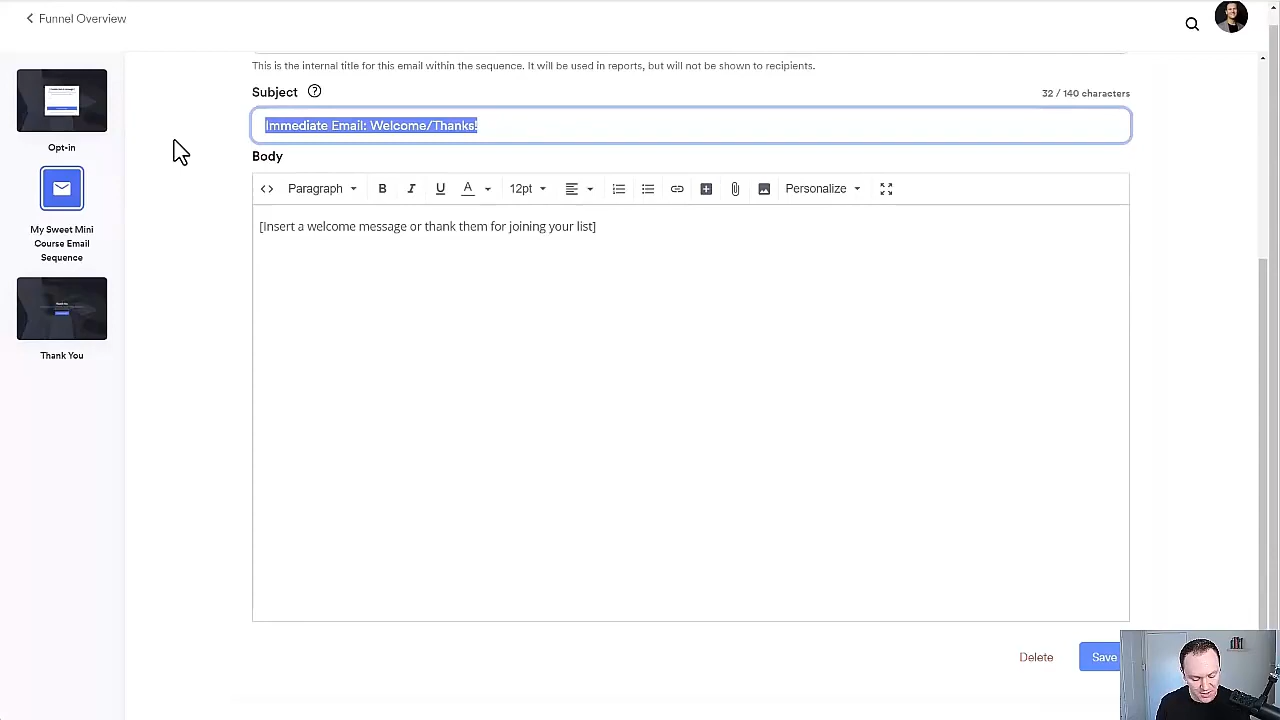 Funnel Overview
This is the internal title for this email within the sequence. It will be used in reports, but will not be shown to recipients.
Subject ?
32 / 140 characters
Immediate Email: Welcome/Thanks!
Body
Paragraph B I U A 12pt Personalize
[Insert a welcome message or thank them for joining your list]
Opt-in
My Sweet Mini
Course Email
Sequence
Thank You
Delete
Save